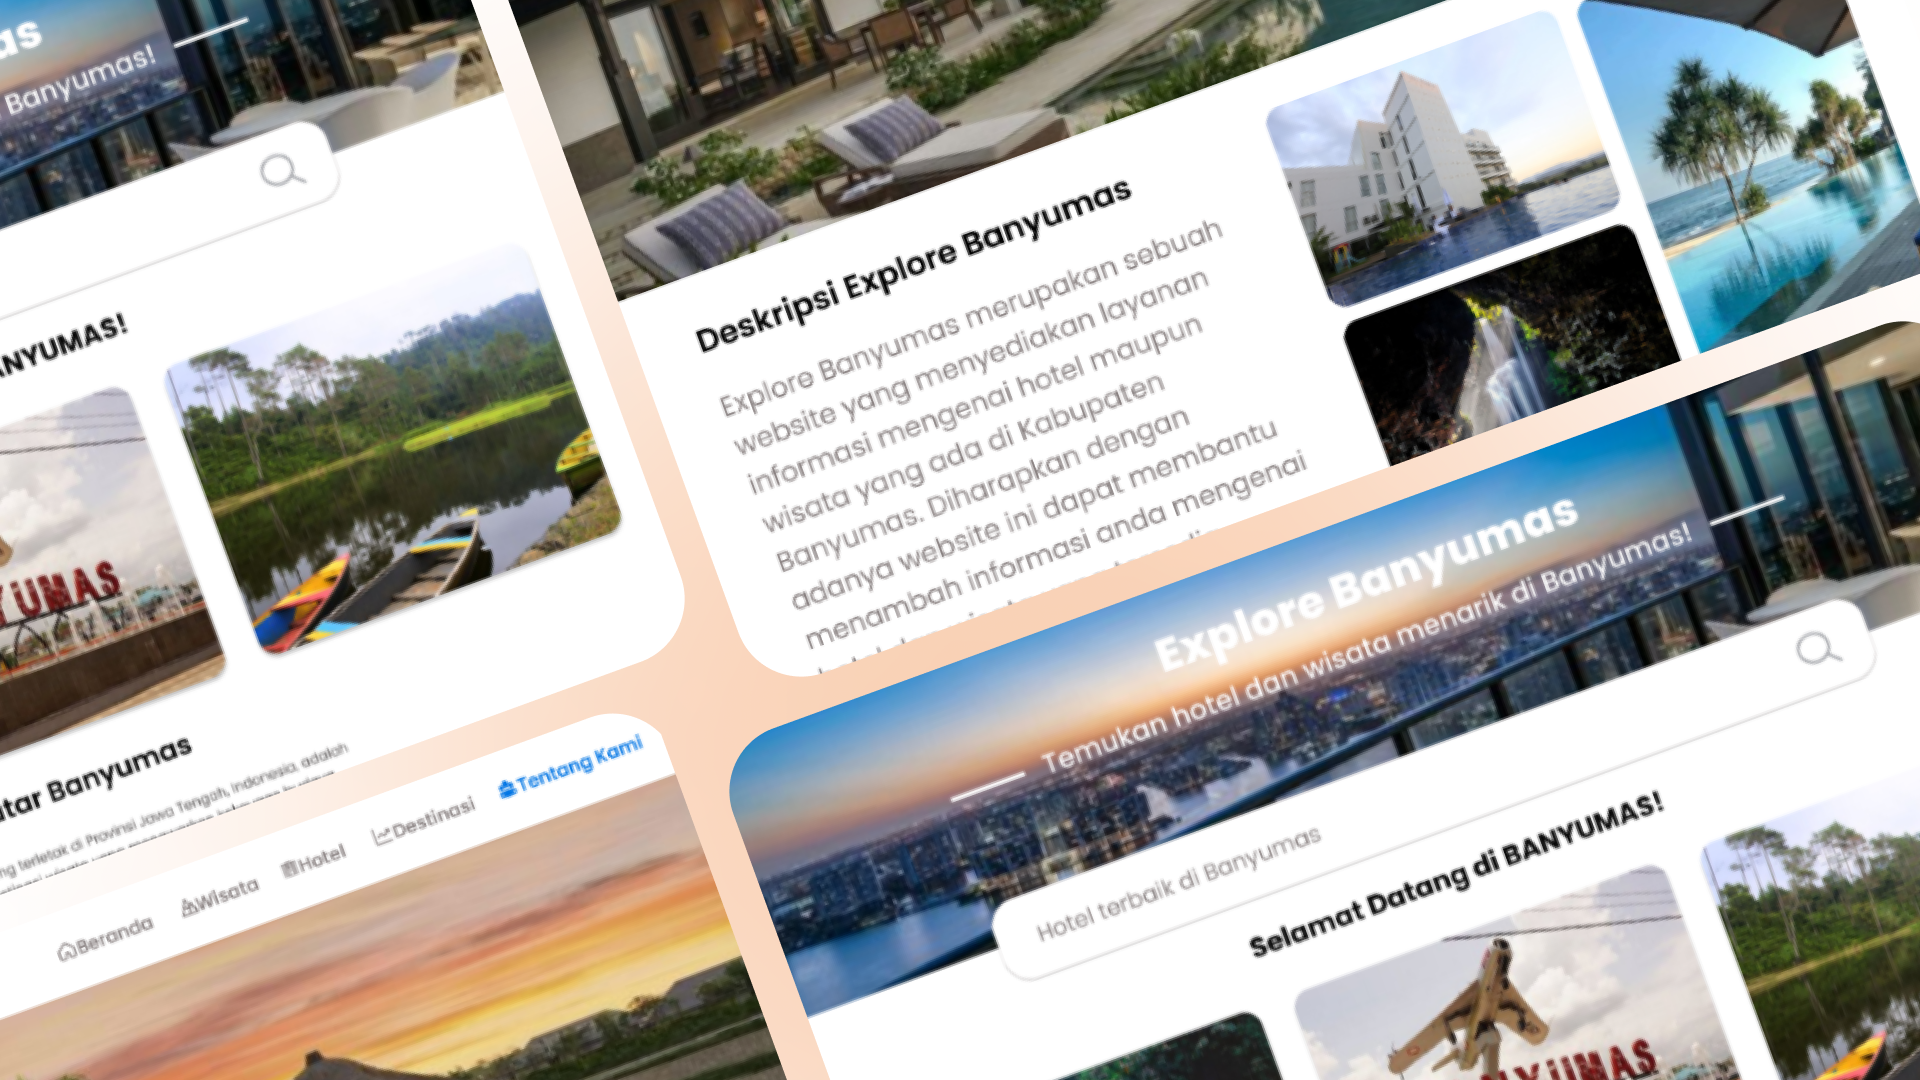 as
Banyumas!
ANYUMAS!
YUMAS
tar Banyumas
ng terletak di Provinsi Jawa Tengah, Indonesia. adalah
Beranda
Wisata
Hotel
Destinasi
Tentang Kami
Deskripsi Explore Banyumas
Explore Banyumas merupakan sebuah
website yang menyediakan layanan
informasi mengenai hotel maupun
wisata yang ada di Kabupaten
Banyumas. Diharapkan dengan
adanya website ini dapat membantu
menambah informasi anda mengenai
Explore Banyumas
Temukan hotel dan wisata menarik di Banyumas!
Hotel terbaik di Banyumas
Selamat Datang di BANYUMAS!
NYUMAS